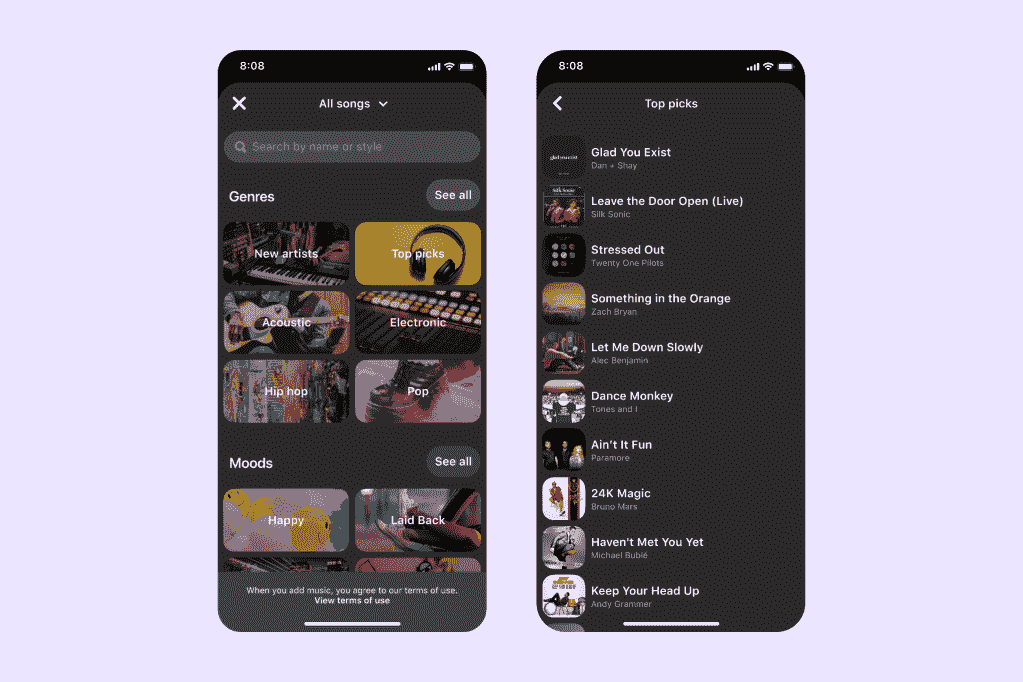 8:08
All songs
Search by name or style
Genres
See all
New artists
Top picks
Acoustic
Electronic
Hip hop
Pop
Moods
See all
Happy
Laid Back
When you add music, you agree to our terms of use.
View terms of use
8:08
Top picks
glad you exist
Glad You Exist
Dan + Shay
Silk Sonic
Leave the Door Open (Live)
Silk Sonic
Stressed Out
Twenty One Pilots
Something in the Orange
Zach Bryan
Let Me Down Slowly
Alec Benjamin
Dance Monkey
Tones and I
Ain't It Fun
Paramore
24K Magic
Bruno Mars
Haven't Met You Yet
Michael Bublé
Keep Your Head Up
Andy Grammer